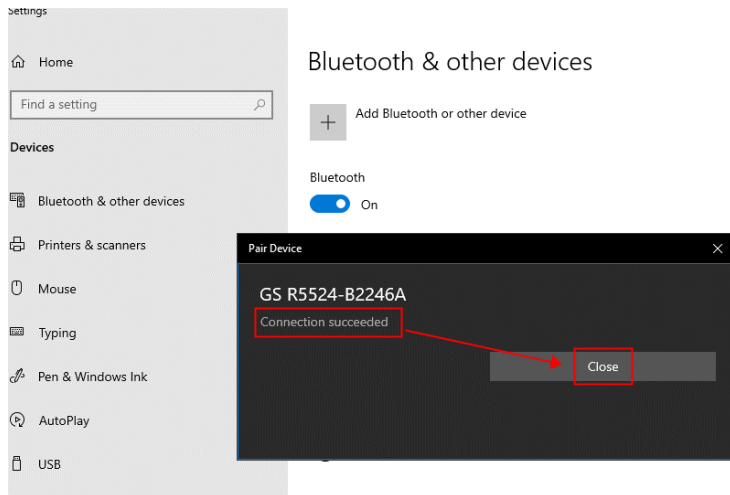 Settings
Home
Find a setting
Devices
Bluetooth & other devices
Printers & scanners
Mouse
Typing
Pen & Windows Ink
AutoPlay
USB
Bluetooth & other devices
Add Bluetooth or other device
Bluetooth
On
Pair Device
GS R5524-B2246A
Connection succeeded
Close